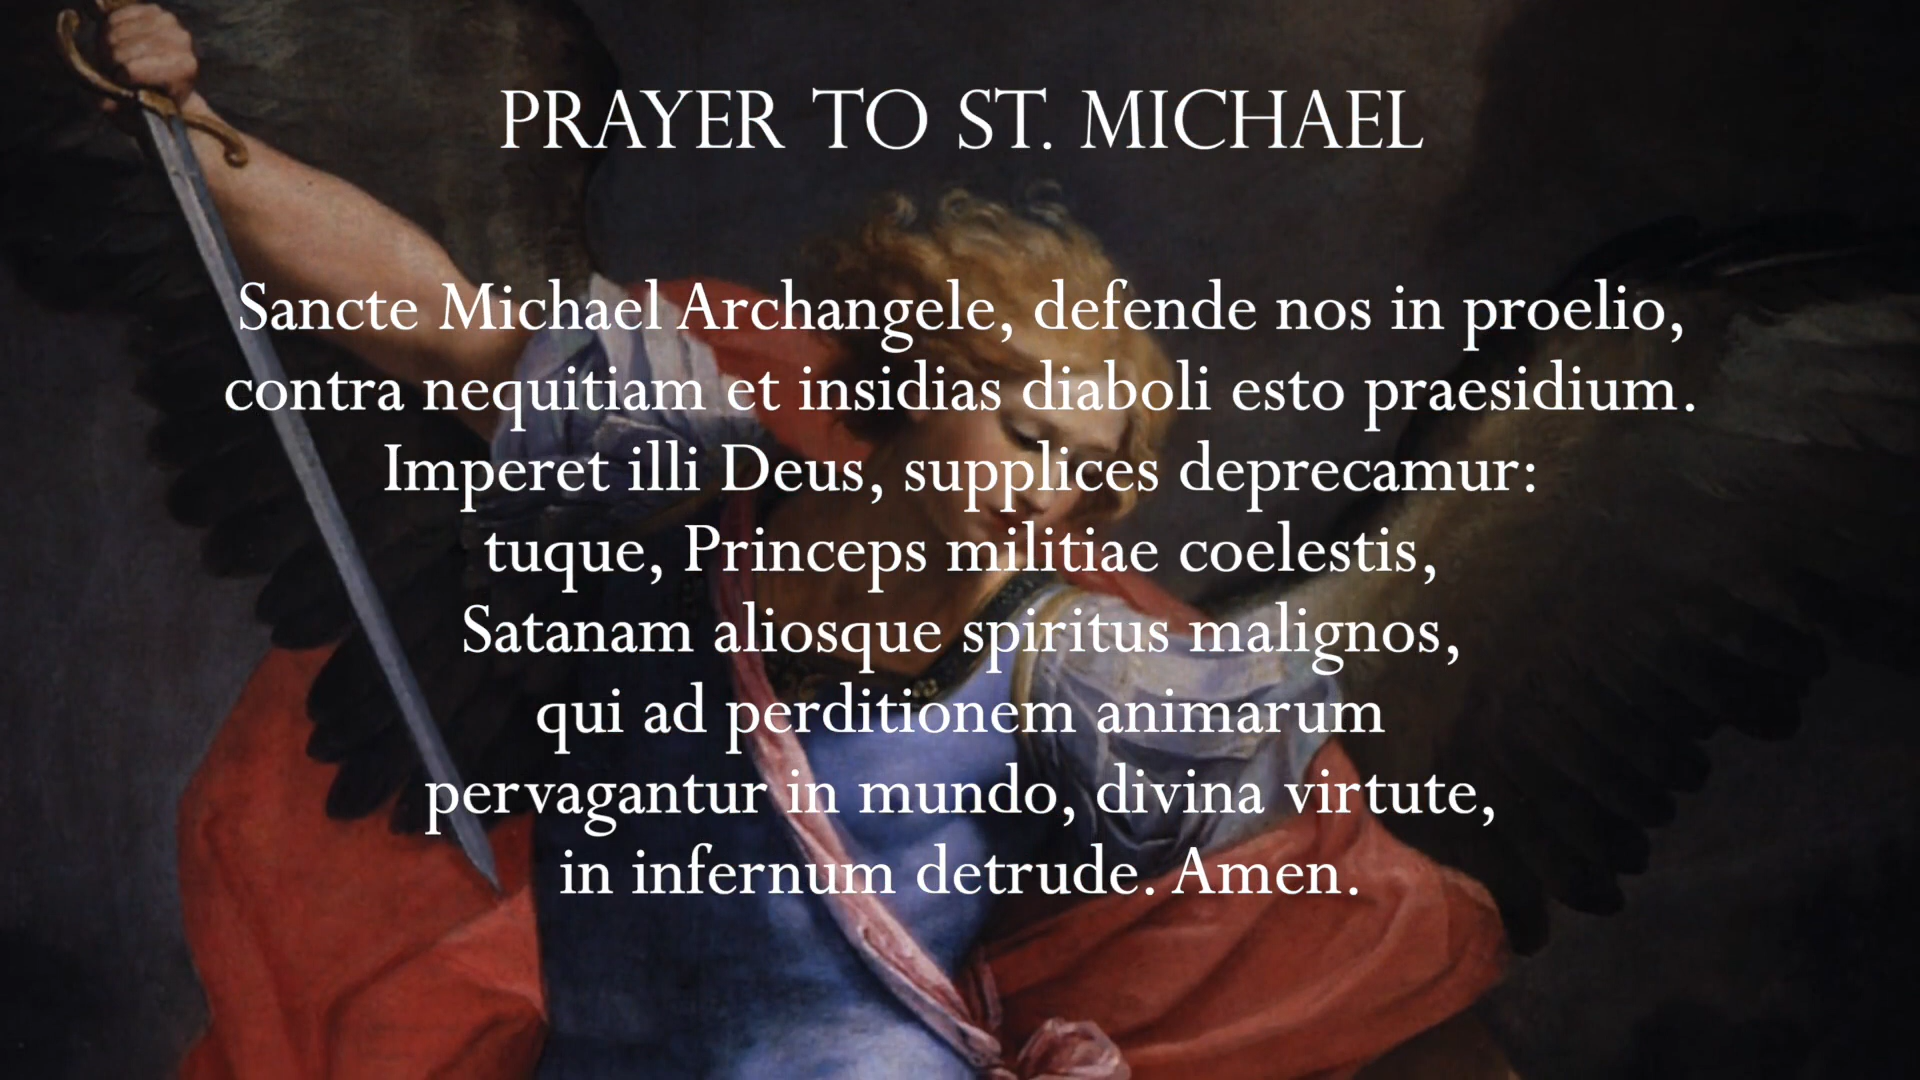 PRAYER TO ST. MICHAEL
Sancte Michael Archangele, defende nos in proelio,
contra nequitiam et insidias diaboli esto praesidium.
Imperet illi Deus, supplices deprecamur:
tuque, Princeps militiae coelestis,
Satanam aliosque spiritus malignos,
qui ad perditionem animarum
pervagantur in mundo, divina virtute,
in infernum detrude. Amen.